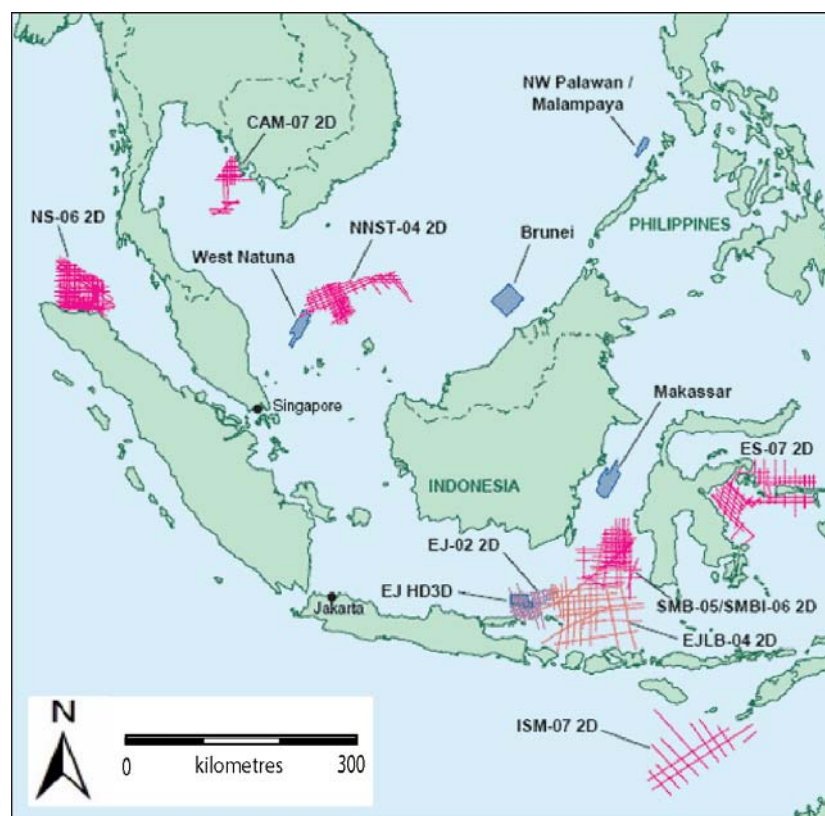 NW Palawan /
Malampaya
CAM-07 2D
NS-06 2D
NNST-04 2D
Brunei
PHILIPPINES
West Natuna
Singapore
Makassar
ES-07 2D
INDONESIA
EJ-02 2D
EJ HD3D
Jakarta
SMB-05/SMBI-06 2D
EJLB-04 2D
N
ISM-07 2D
0 kilometres 300